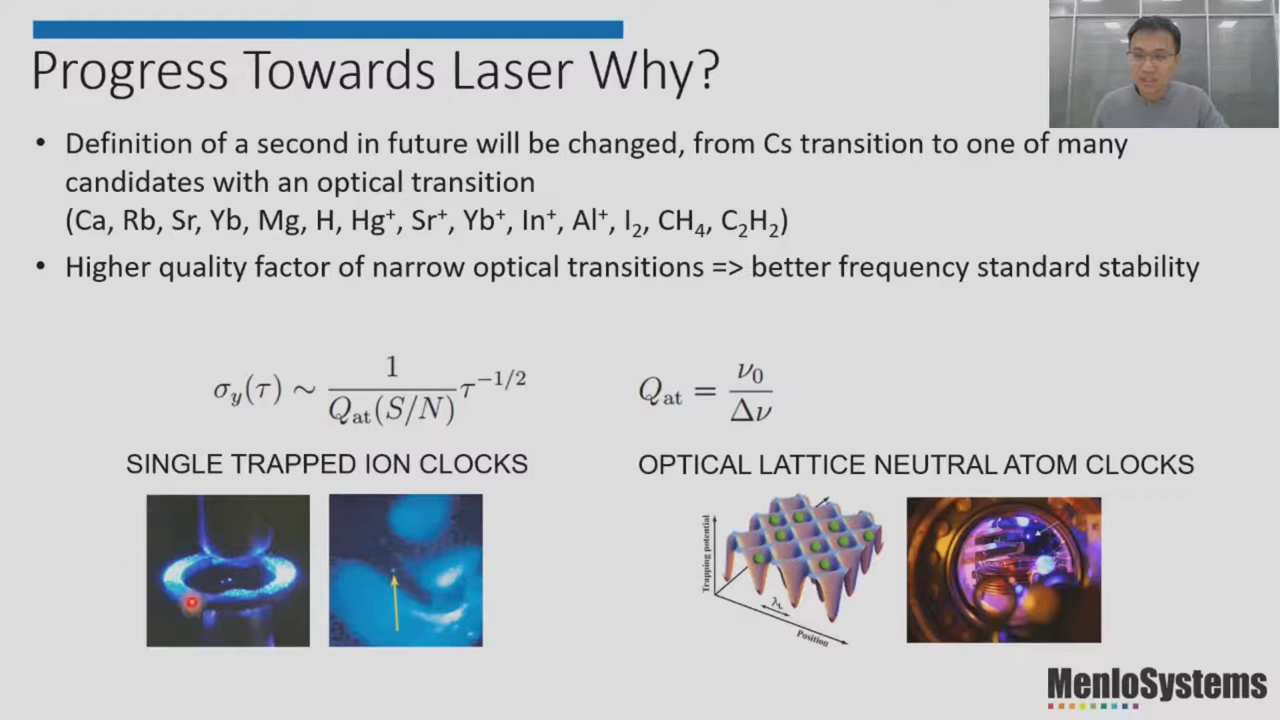 Progress Towards Laser Why?
• Definition of a second in future will be changed, from Cs transition to one of many
candidates with an optical transition
(Ca, Rb, Sr, Yb, Mg, H, Hg⁺, Sr⁺, Yb⁺, In⁺, Al⁺, I₂, CH₄, C₂H₂)
• Higher quality factor of narrow optical transitions => better frequency standard stability
σ_y(τ) ~ 1 / (Q_at(S/N)) τ^(-1/2)
Q_at = ν₀ / Δν
SINGLE TRAPPED ION CLOCKS
OPTICAL LATTICE NEUTRAL ATOM CLOCKS
Trapping potential
λ_L
Position
MenloSystems